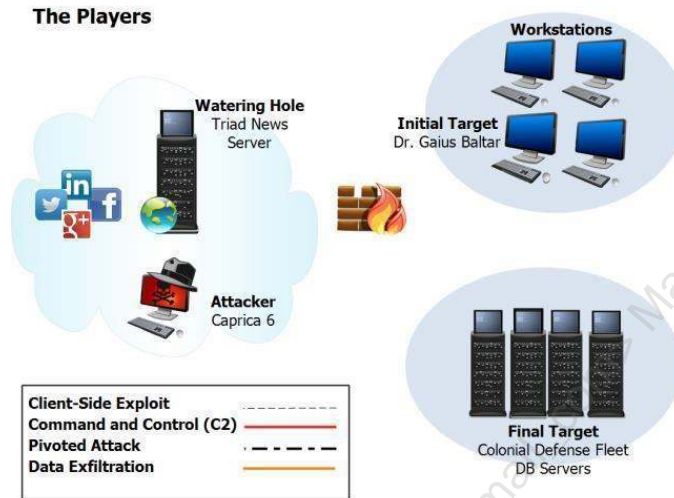 The Players
Workstations
Watering Hole
Triad News
Server
Initial Target
Dr. Gaius Baltar
in
f
g+
Attacker
Caprica 6
Client-Side Exploit
Command and Control (C2)
Pivoted Attack
Data Exfiltration
Final Target
Colonial Defense Fleet
DB Servers